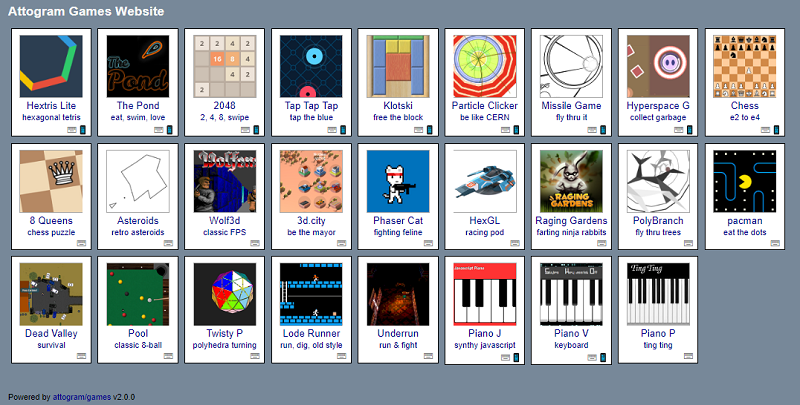 Attogram Games Website
Hextris Lite
hexagonal tetris
The Pond
The Pond
eat, swim, love
2 2 2
16 8 4
4 2
2
2048
2, 4, 8, swipe
Tap Tap Tap
tap the blue
Klotski
free the block
Particle Clicker
be like CERN
Missile Game
fly thru it
Hyperspace G
collect garbage
Chess
e2 to e4
8 Queens
chess puzzle
Asteroids
retro asteroids
Wolf3d
classic FPS
3d.city
be the mayor
Phaser Cat
fighting feline
HexGL
racing pod
RAGING
GARDENS
Raging Gardens
farting ninja rabbits
PolyBranch
fly thru trees
pacman
eat the dots
Dead Valley
survival
Pool
classic 8-ball
Twisty P
polyhedra turning
Lode Runner
run, dig, old style
Underrun
run & fight
Javascript Piano
Piano J
synthy javascript
Piano V
keyboard
Ting Ting
Piano P
ting ting
Powered by attogram/games v2.0.0